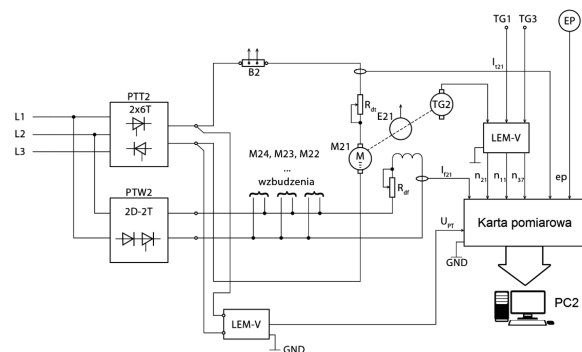 TG1 TG3 EP
PTT2
2x6T
B2
I_t21
L1
L2
L3
R_dt
E21
TG2
M21
M
LEM-V
M24, M23, M22
...
wzbudzenia
PTW2
2D-2T
R_df
I_f21
n_21
n_11
n_37
ep
U_PT
Karta pomiarowa
GND
LEM-V
GND
PC2